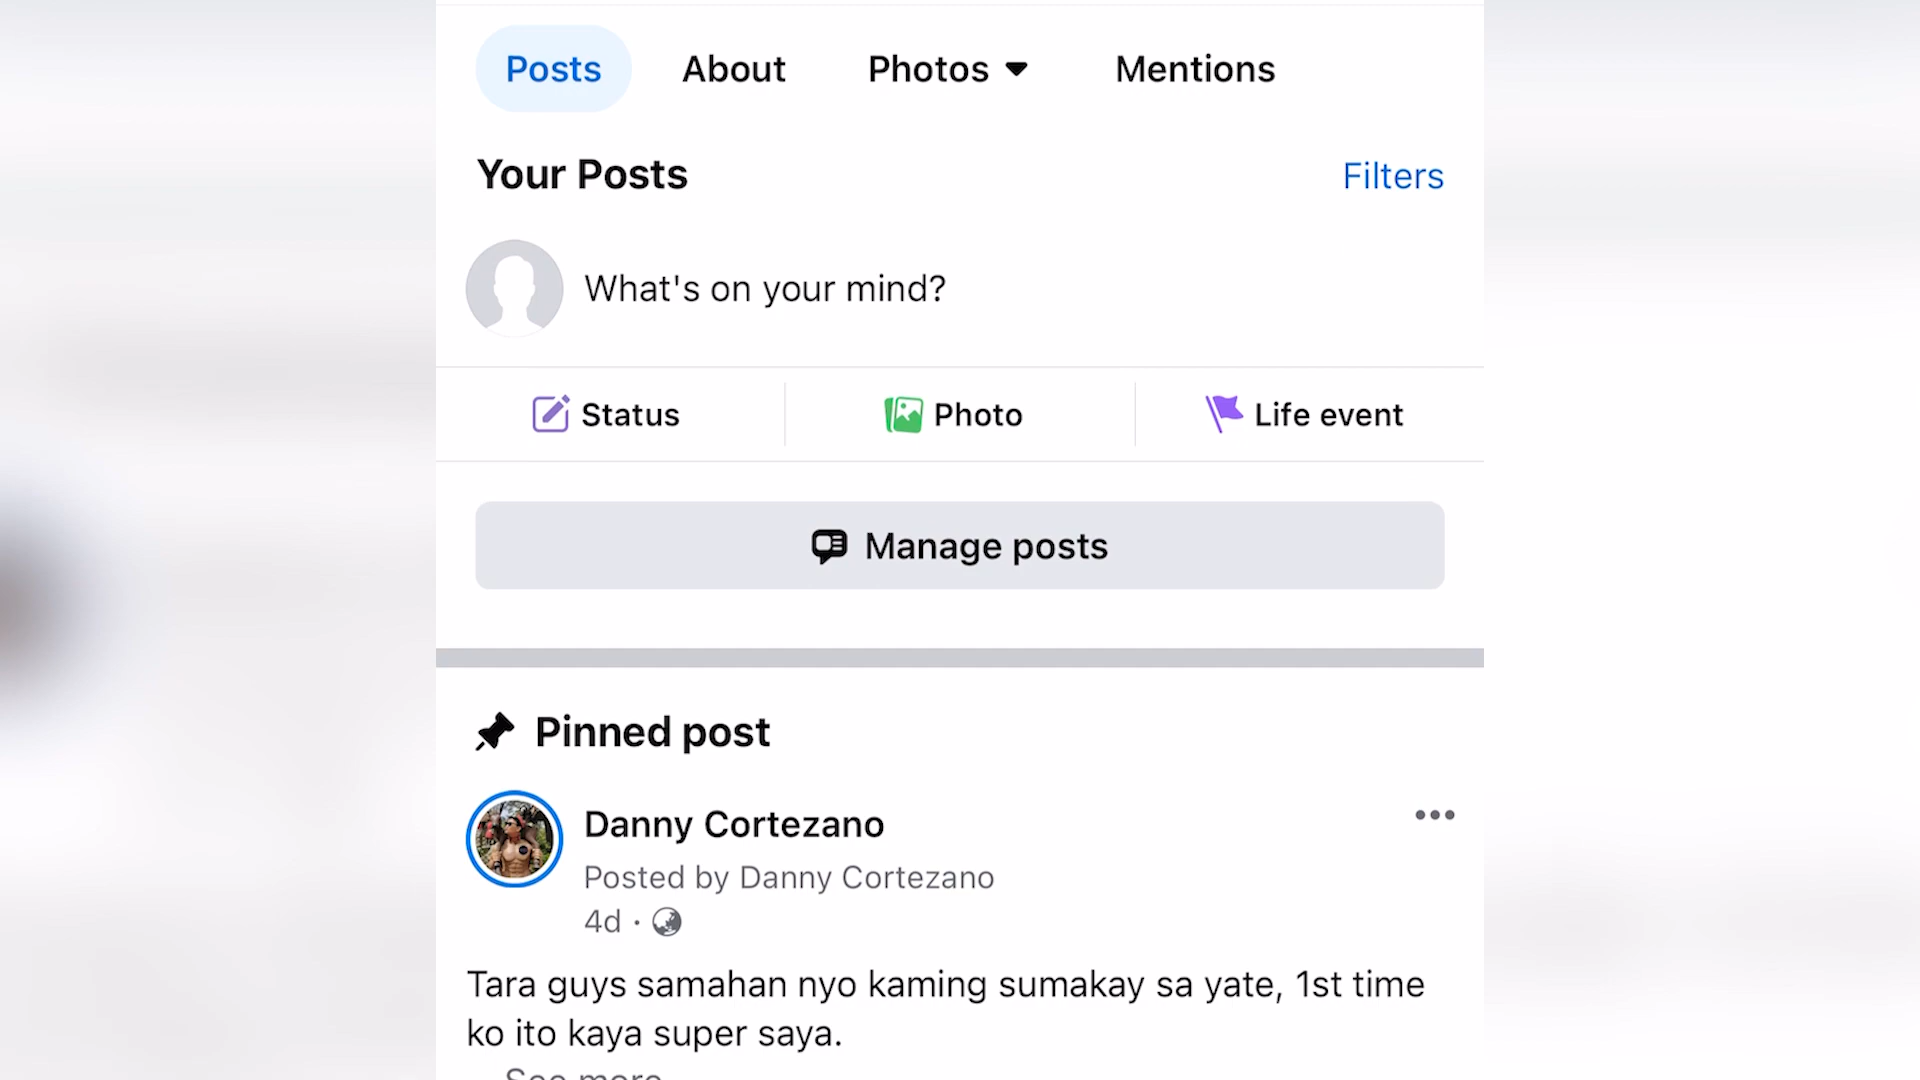 Posts About Photos Mentions
Your Posts Filters
What's on your mind?
Status Photo Life event
Manage posts
Pinned post
Danny Cortezano
Posted by Danny Cortezano
4d ·
Tara guys samahan nyo kaming sumakay sa yate, 1st time
ko ito kaya super saya.
See more